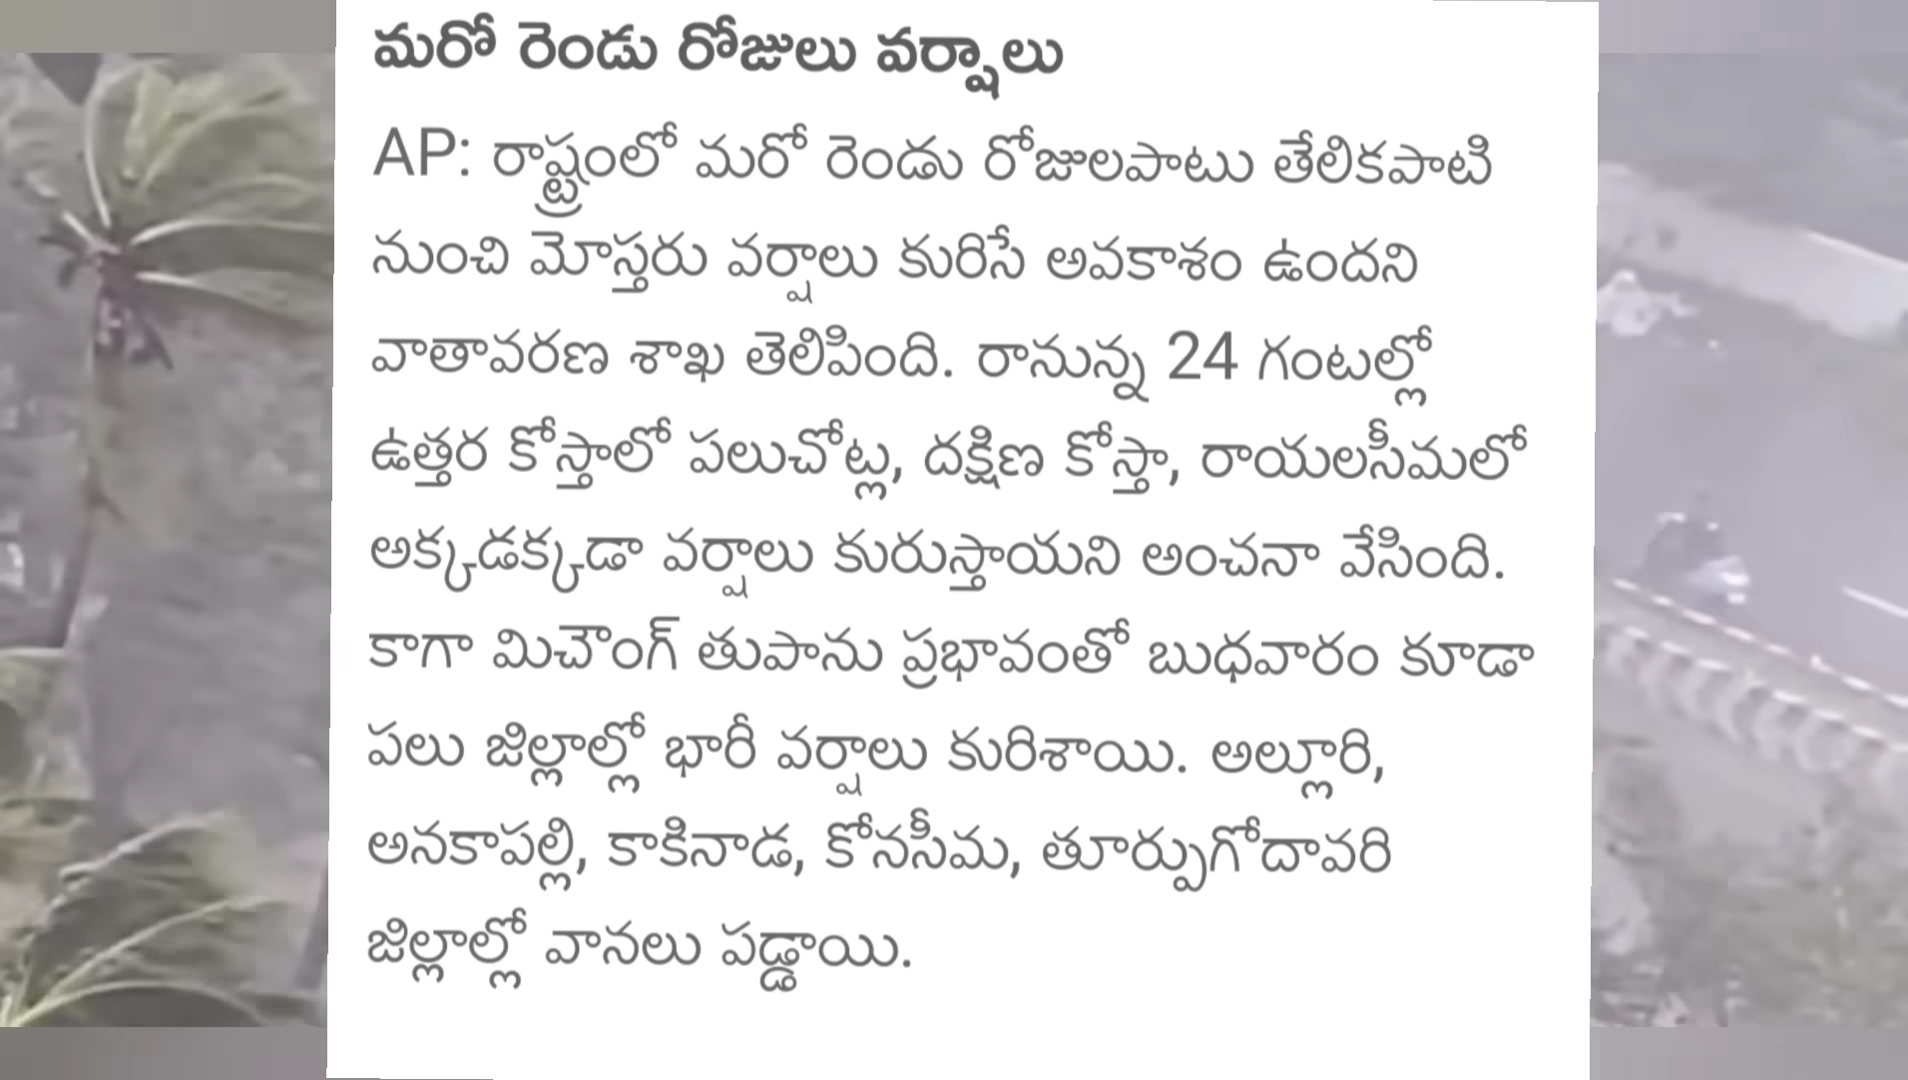 మరో రెండు రోజులు వర్షాలు
AP: రాష్ట్రంలో మరో రెండు రోజులపాటు తేలికపాటి
నుంచి మోస్తరు వర్షాలు కురిసే అవకాశం ఉందని
వాతావరణ శాఖ తెలిపింది. రానున్న 24 గంటల్లో
ఉత్తర కోస్తాలో పలుచోట్ల, దక్షిణ కోస్తా, రాయలసీమలో
అక్కడక్కడా వర్షాలు కురుస్తాయని అంచనా వేసింది.
కాగా మిచౌంగ్ తుపాను ప్రభావంతో బుధవారం కూడా
పలు జిల్లాల్లో భారీ వర్షాలు కురిశాయి. అల్లూరి,
అనకాపల్లి, కాకినాడ, కోనసీమ, తూర్పుగోదావరి
జిల్లాల్లో వానలు పడ్డాయి.